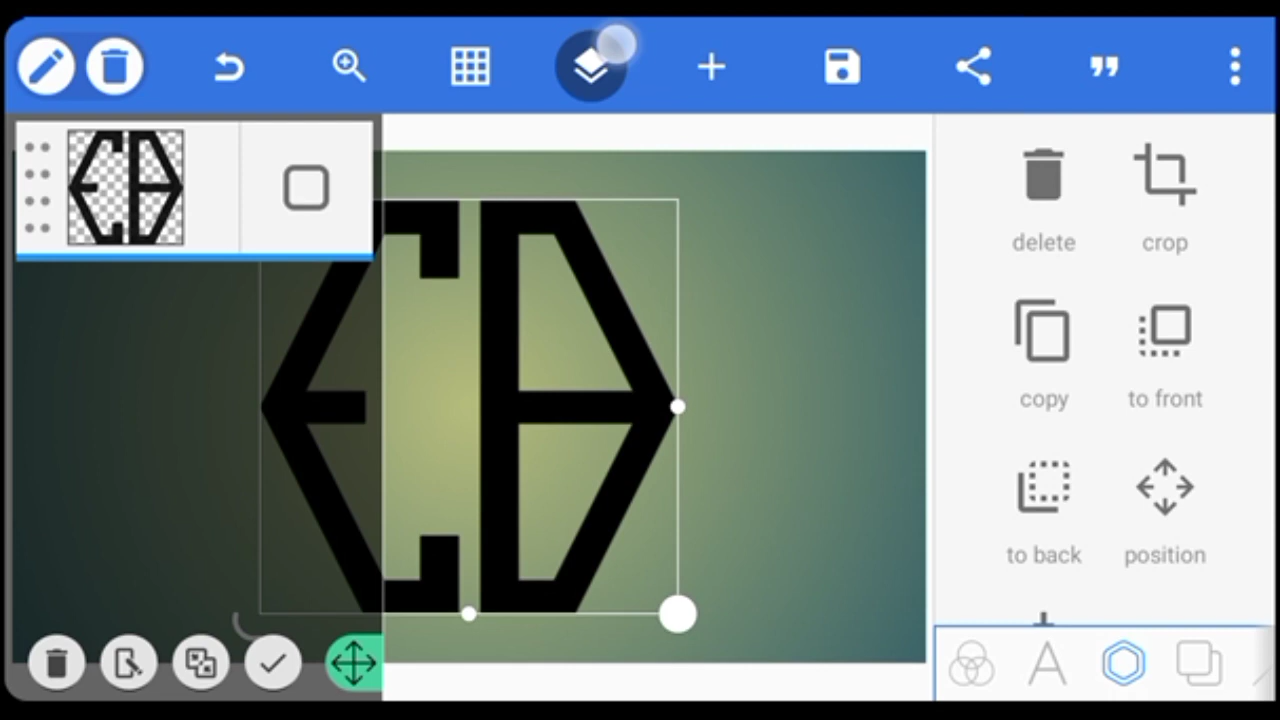 delete
crop
copy
to front
to back
position